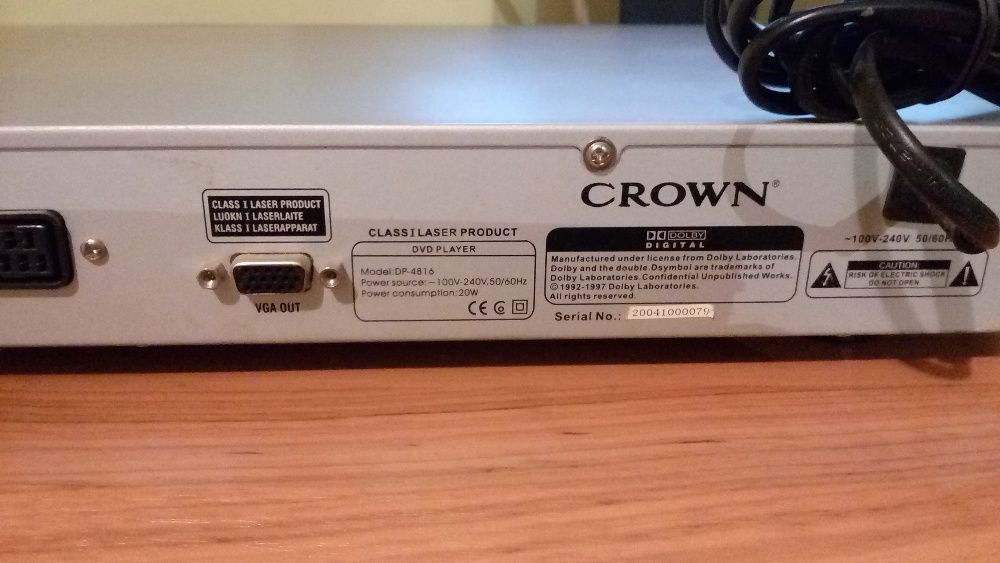 CLASS I LASER PRODUCT
LUOKN I LASERLAITE
KLASS I LASERAPPARAT
VGA OUT
CLASS I LASER PRODUCT
DVD PLAYER
Model: DP-4816
Power source: ~100V-240V,50/60Hz
Power consumption: 20W
CE
CROWN®
DOLBY
DIGITAL
Manufactured under license from Dolby Laboratories.
Dolby and the double.Dsymbol are trademarks of
Dolby Laboratories.Confidential Unpublished Works.
©1992-1997 Dolby Laboratories.
All rights reserved.
Serial No.: 20041000079
~100V-240V 50/60Hz
CAUTION
RISK OF ELECTRIC SHOCK
DO NOT OPEN